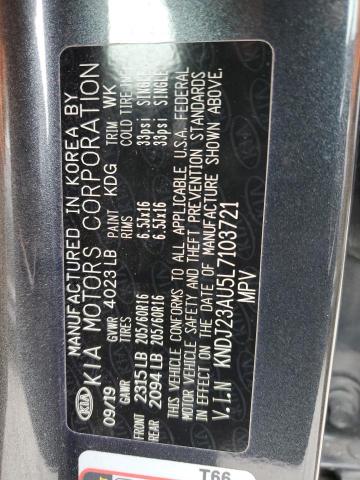 KIA
MANUFACTURED IN KOREA BY
KIA MOTORS CORPORATION
09/19 GVWR 4023LB PAINT KDG TRIM WK
GAWR TIRES RIMS COLD TIRE
FRONT 2315LB 205/60R16 6.5Jx16 33psi SINGLE
REAR 2094LB 205/60R16 6.5Jx16 33psi SINGLE
THIS VEHICLE CONFORMS TO ALL APPLICABLE U.S.A. FEDERAL
MOTOR VEHICLE SAFETY AND THEFT PREVENTION STANDARDS
IN EFFECT ON THE DATE OF MANUFACTURE SHOWN ABOVE.
V.I.N KNDJ23AU5L7103721
MPV
T66